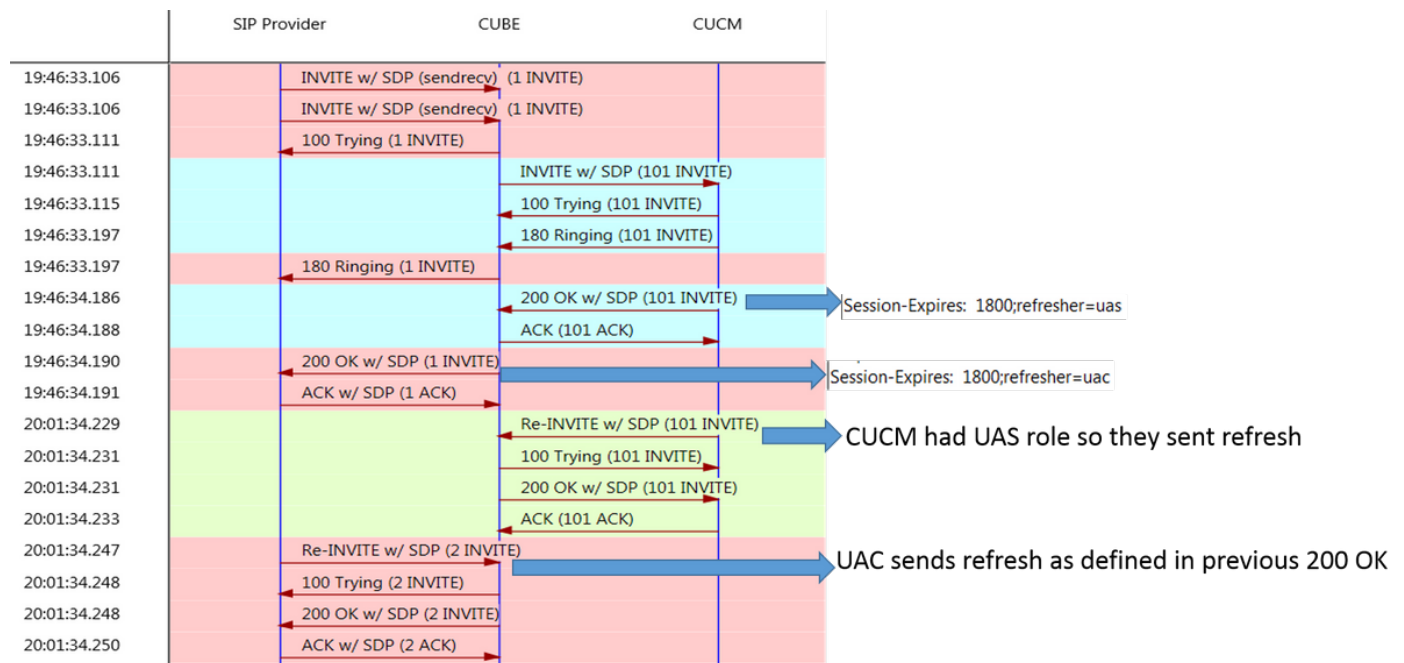 SIP Provider CUBE CUCM
19:46:33.106 INVITE w/ SDP (sendrecv) (1 INVITE)
19:46:33.106 INVITE w/ SDP (sendrecv) (1 INVITE)
19:46:33.111 100 Trying (1 INVITE)
19:46:33.111 INVITE w/ SDP (101 INVITE)
19:46:33.115 100 Trying (101 INVITE)
19:46:33.197 180 Ringing (101 INVITE)
19:46:33.197 180 Ringing (1 INVITE)
19:46:34.186 200 OK w/ SDP (101 INVITE) Session-Expires: 1800;refresher=uas
19:46:34.188 ACK (101 ACK)
19:46:34.190 200 OK w/ SDP (1 INVITE) Session-Expires: 1800;refresher=uac
19:46:34.191 ACK w/ SDP (1 ACK)
20:01:34.229 Re-INVITE w/ SDP (101 INVITE) CUCM had UAS role so they sent refresh
20:01:34.231 100 Trying (101 INVITE)
20:01:34.231 200 OK w/ SDP (101 INVITE)
20:01:34.233 ACK (101 ACK)
20:01:34.247 Re-INVITE w/ SDP (2 INVITE) UAC sends refresh as defined in previous 200 OK
20:01:34.248 100 Trying (2 INVITE)
20:01:34.248 200 OK w/ SDP (2 INVITE)
20:01:34.250 ACK w/ SDP (2 ACK)